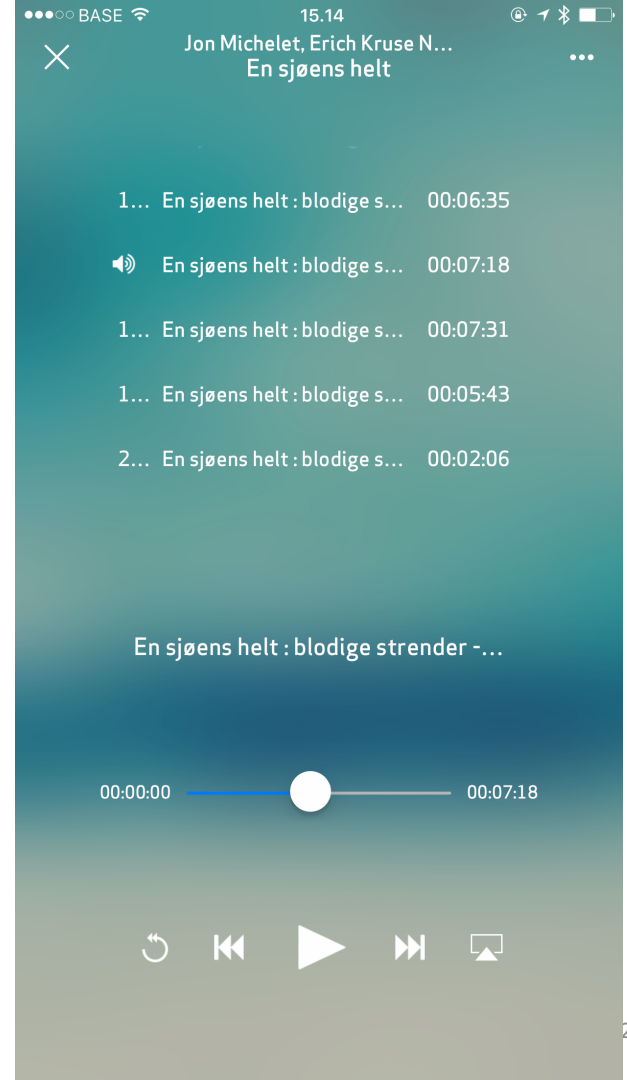 BASE 15.14
Jon Michelet, Erich Kruse N...
En sjøens helt
1... En sjøens helt : blodige s... 00:06:35
En sjøens helt : blodige s... 00:07:18
1... En sjøens helt : blodige s... 00:07:31
1... En sjøens helt : blodige s... 00:05:43
2... En sjøens helt : blodige s... 00:02:06
En sjøens helt : blodige strender -...
00:00:00 00:07:18